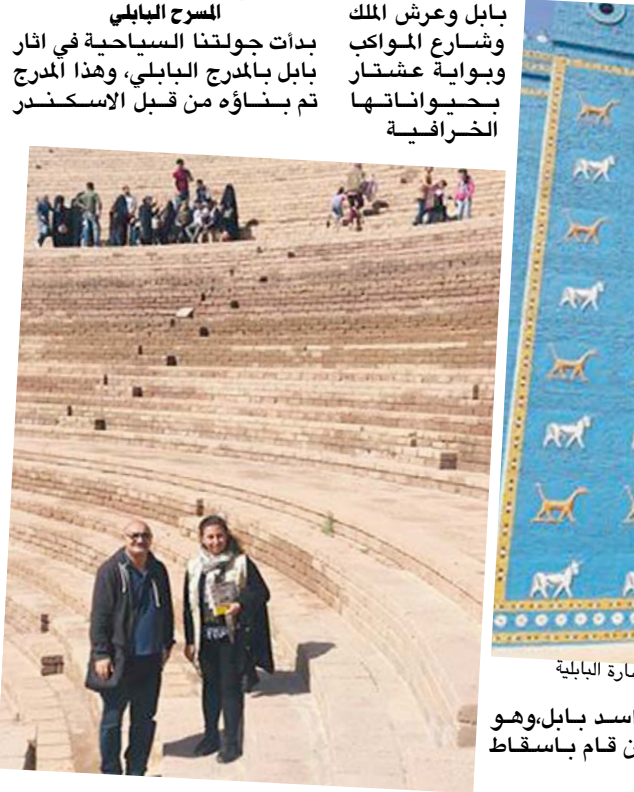 بابل وعرش الملك
وشارع المواكب
وبوابة عشتار
بحيواناتها
الخرافية
المسرح البابلي
بدأت جولتنا السياحية في اثار
بابل بالمدرج البابلي، وهذا المدرج
تم بناؤه من قبل الاسكندر
البابلية
اسد بابل،وهو
قام باسقاط